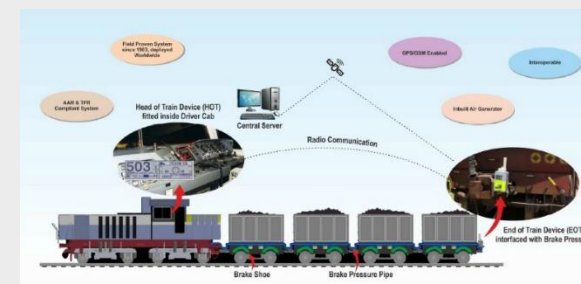 Field Proven System
since 1983, deployed
Worldwide
GPS/GSM Enabled
Interoperable
AAR & TPR
Compliant System
Inbuilt Air Generator
Head of Train Device (HOT)
fitted inside Driver Cab
Central Server
Radio Communication
503
End of Train Device (EOT
interfaced with Brake Press
Brake Shoe
Brake Pressure Pipe